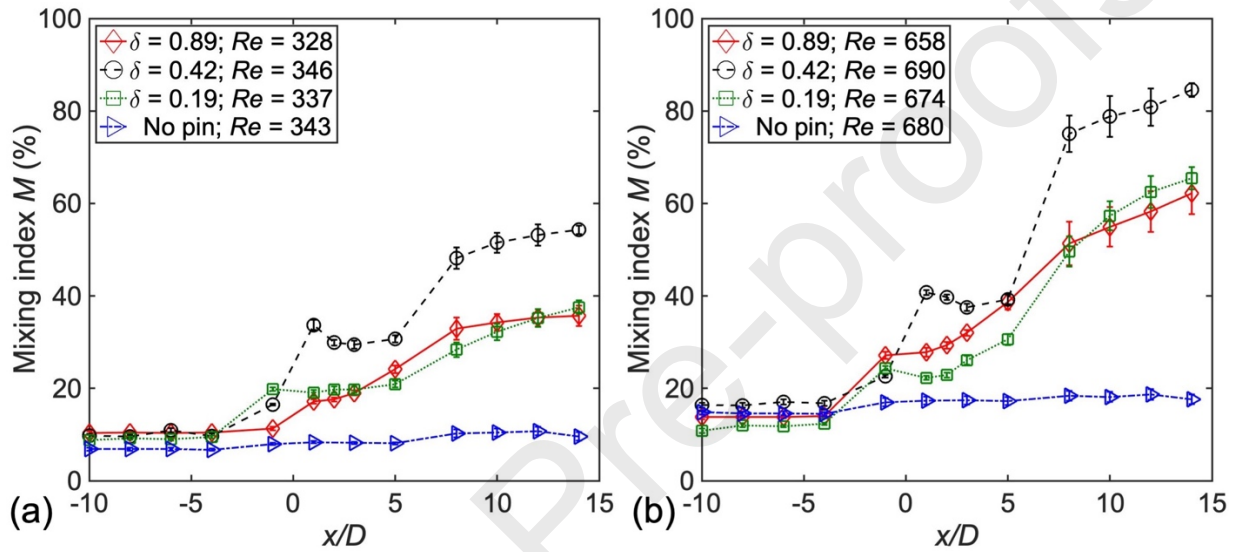 100
80
60
40
20
0
Mixing index M (%)
δ = 0.89; Re = 328
δ = 0.42; Re = 346
δ = 0.19; Re = 337
No pin; Re = 343
-10 -5 0 5 10 15
x/D
(a)
100
80
60
40
20
0
Mixing index M (%)
δ = 0.89; Re = 658
δ = 0.42; Re = 690
δ = 0.19; Re = 674
No pin; Re = 680
-10 -5 0 5 10 15
x/D
(b)
Pre-proofs